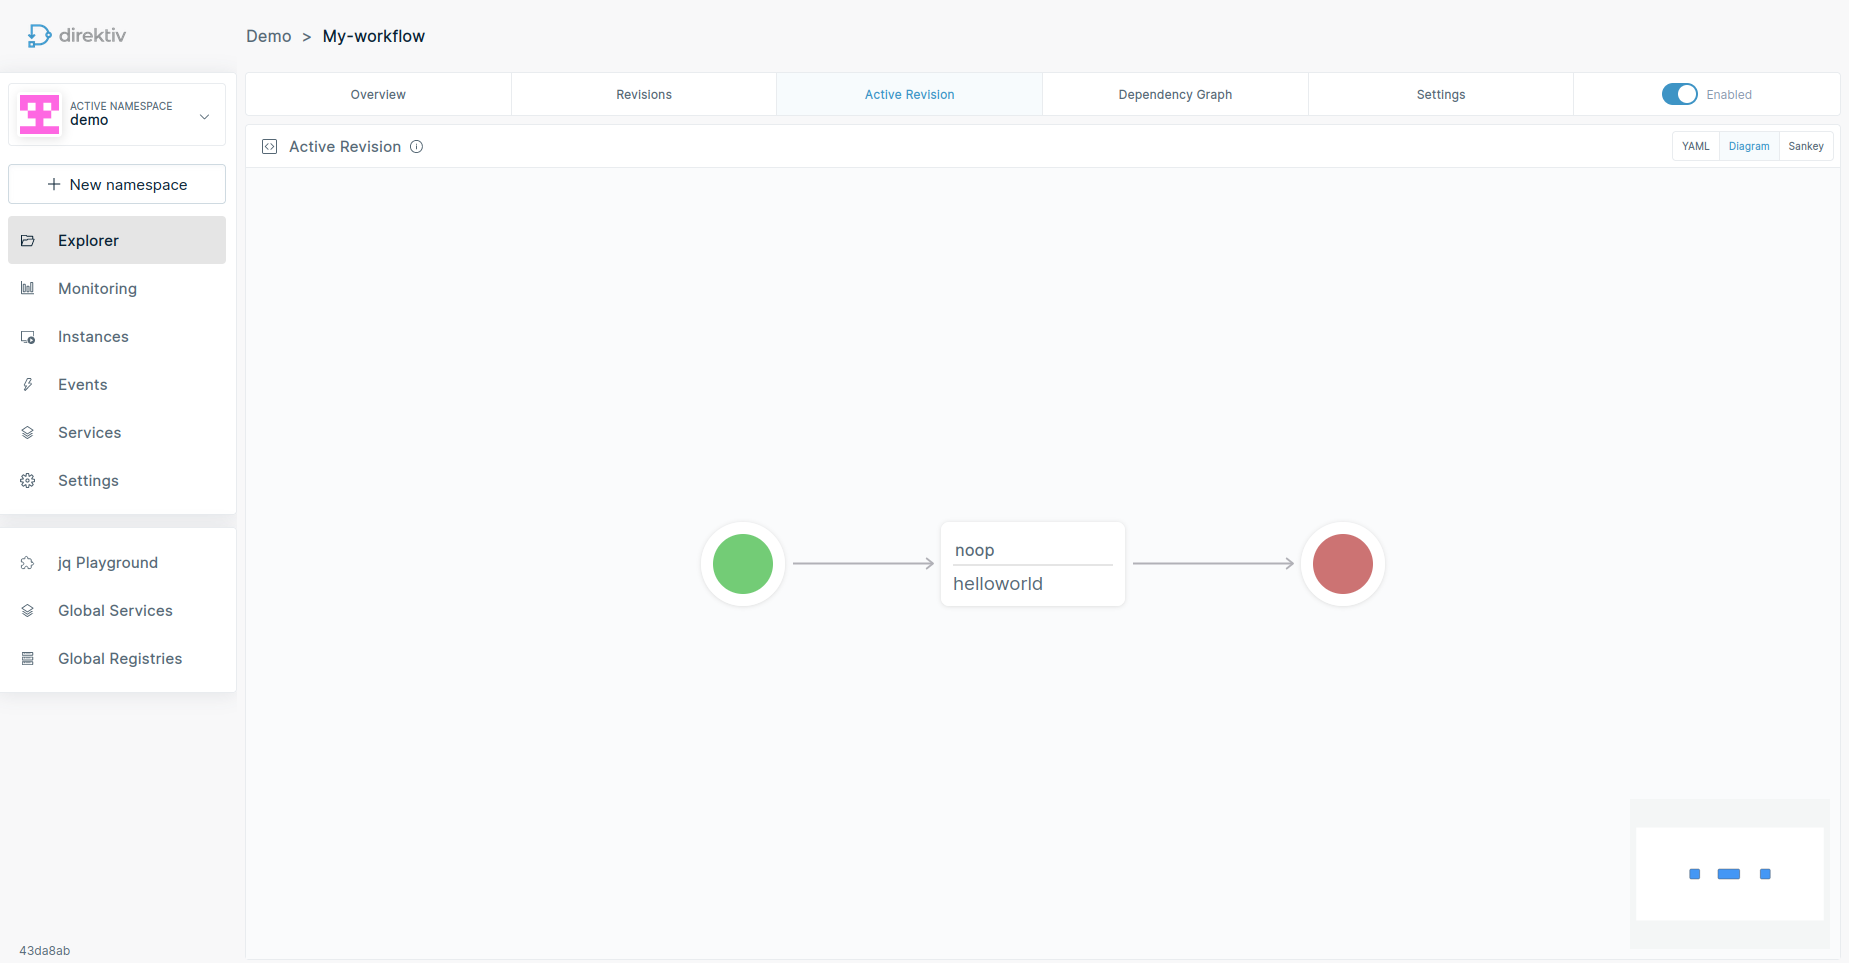 direktiv
Demo > My-workflow
ACTIVE NAMESPACE
demo
New namespace
Explorer
Monitoring
Instances
Events
Services
Settings
jq Playground
Global Services
Global Registries
43da8ab
Overview
Revisions
Active Revision
Dependency Graph
Settings
Enabled
Active Revision
YAML
Diagram
Sankey
noop
helloworld